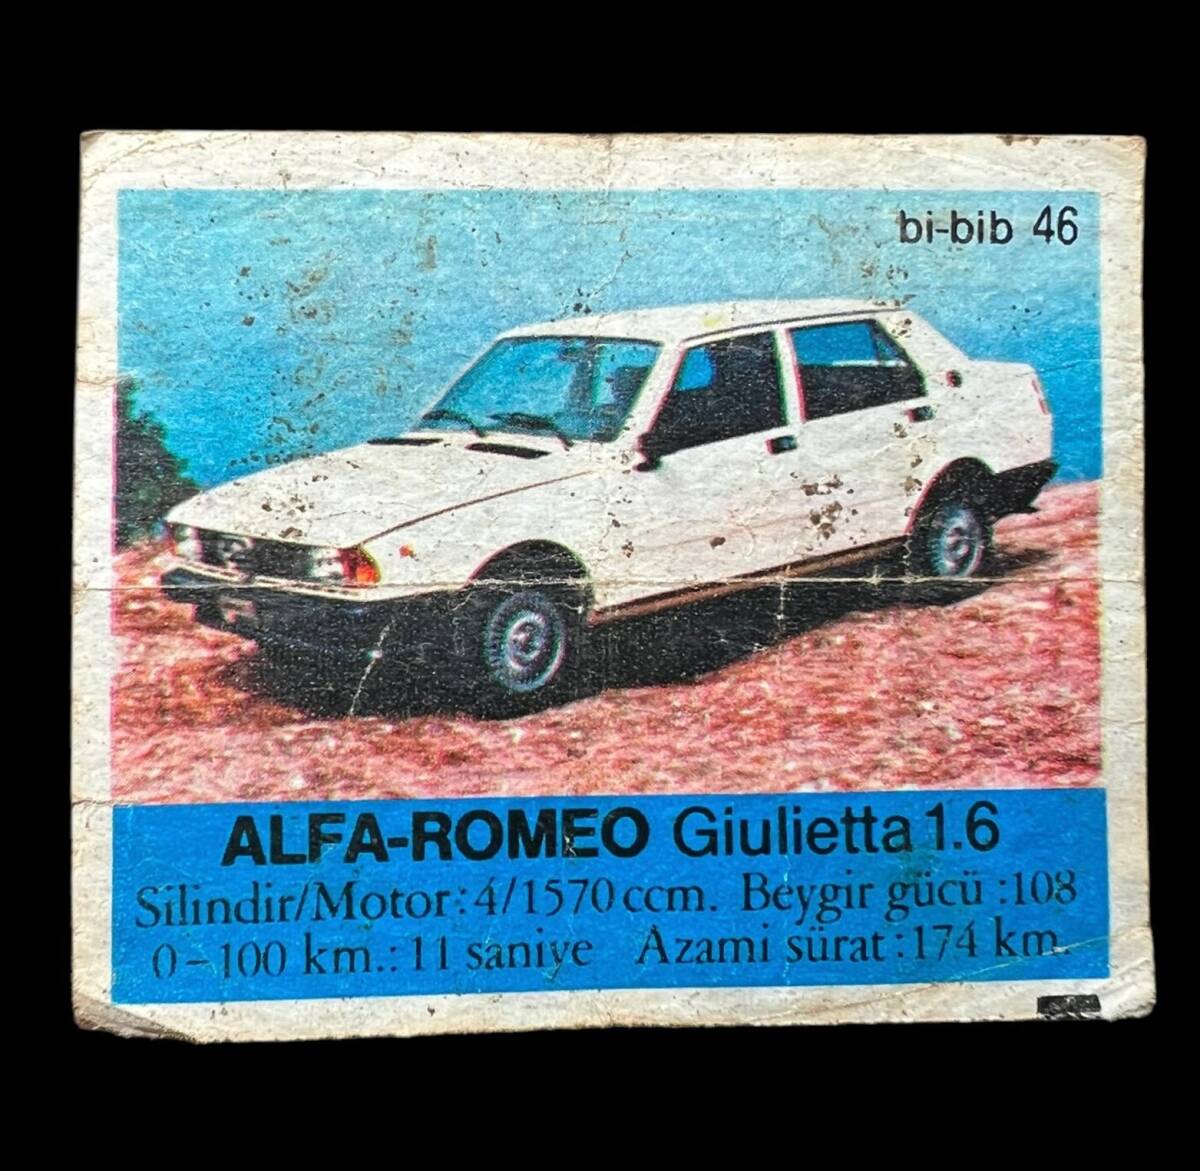 bi-bib 46
ALFA-ROMEO Giulietta 1.6
Silindir/Motor:4/1570 ccm. Beygir gücü :108
0-100 km.: 11 saniye Azami sürat :174 km.